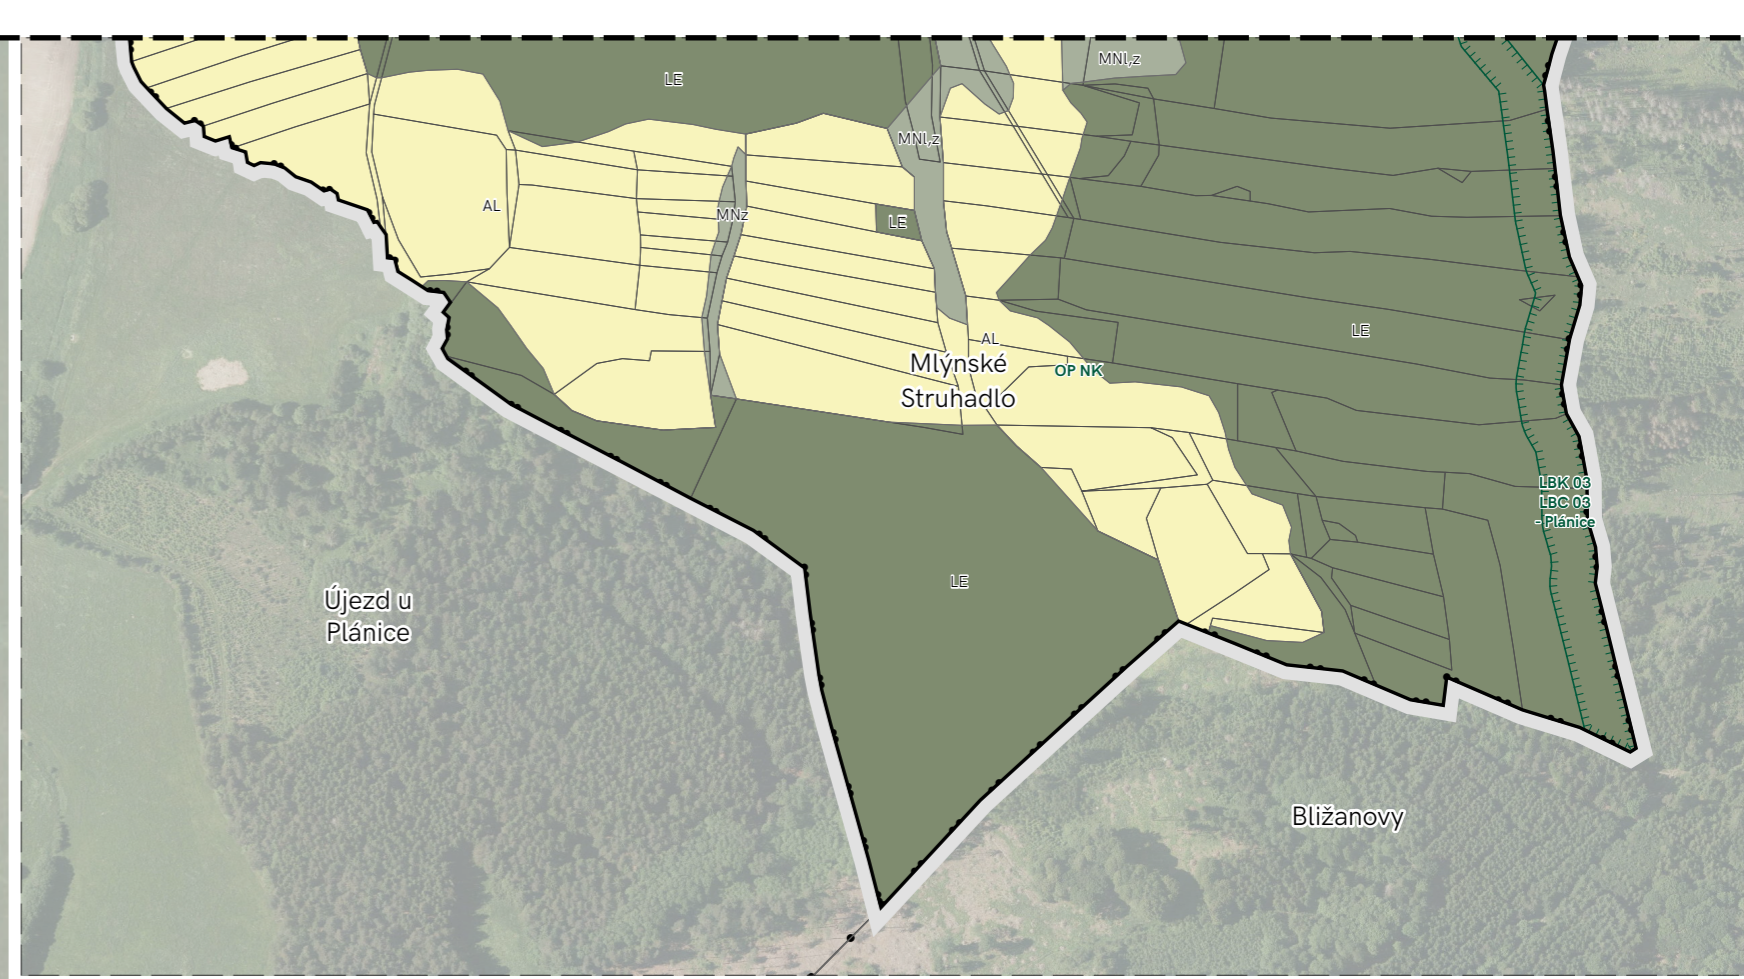 MNl,z
LE
MNl,z
AL
MNz
LE
LE
AL
Mlýnské
Struhadlo
OP NK
LBK 03
LBC 03
- Plánice
LE
Újezd u
Plánice
Bližanovy